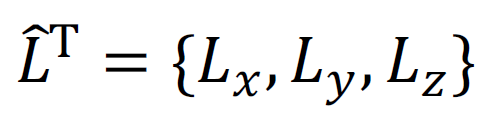 L̂ᵀ = {Lₓ, L_y, L_z}